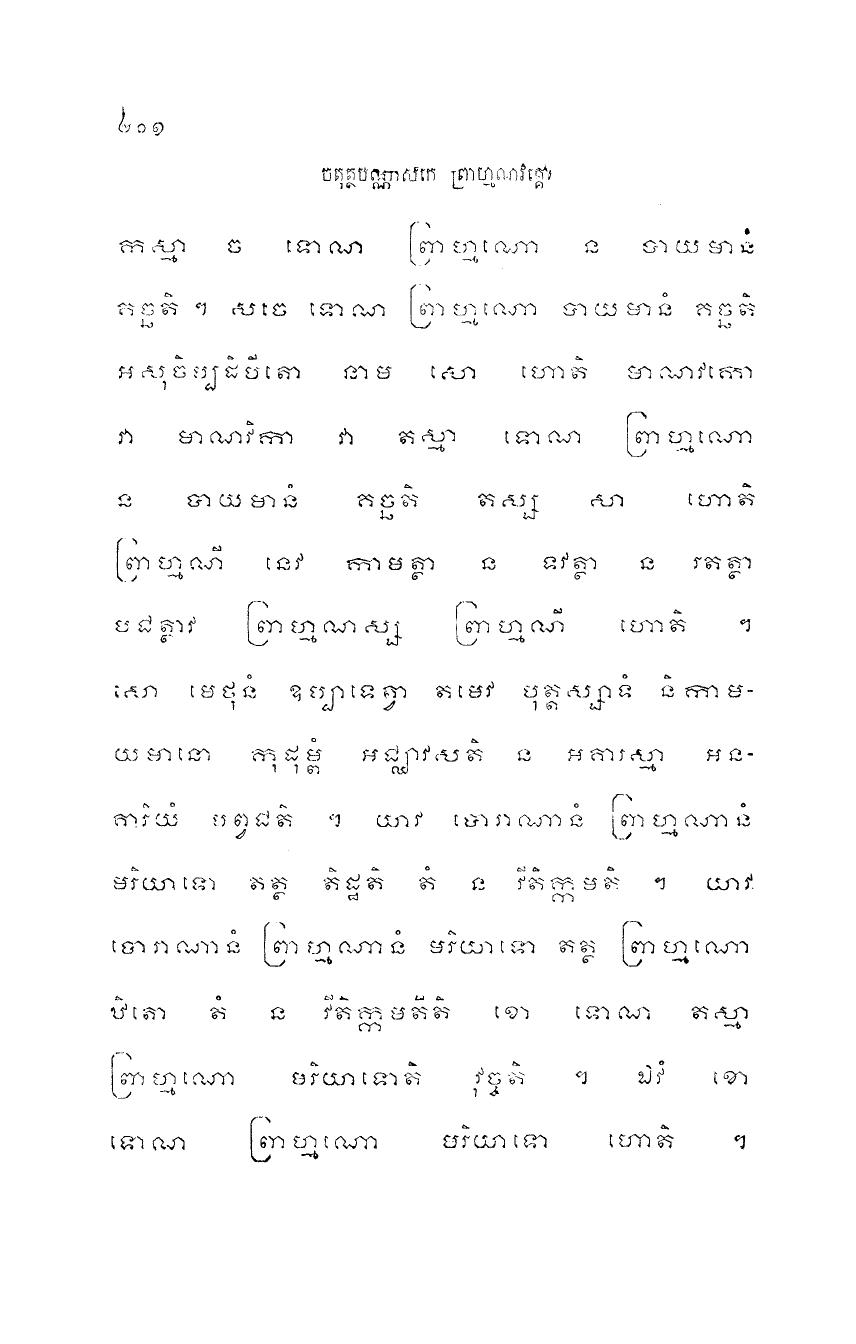 ៤០១
ចតុត្ថបណ្ណាសកេ ព្រាហ្មណវគ្គោ
កស្មា ច ទោណ ព្រាហ្មណោ ន បាយមានំ
គច្ឆតិ ។ សចេ ទោណ ព្រាហ្មណោ បាយមានំ គច្ឆតិ
អសុចិប្បដិបីតោ នាម សោ ហោតិ មាណវកោ
វា មាណវិកា វា តស្មា ទោណ ព្រាហ្មណោ
ន បាយមានំ គច្ឆតិ តស្ស សា ហោតិ
ព្រាហ្មណី នេវ កាមត្ថា ន ទវត្ថា ន រតត្ថា
បជត្ថាវ ព្រាហ្មណស្ស ព្រាហ្មណី ហោតិ ។
សោ មេថុនំ ឧប្បាទេត្វា តមេវ បុត្តស្សាទំ និកាម-
យមានោ កុដុម្ពំ អជ្ឈាវសតិ ន អគារស្មា អន-
គារិយំ បព្វជតិ ។ យាវ បោរាណានំ ព្រាហ្មណានំ
មរិយាទោ តត្ថ តិដ្ឋតិ តំ ន វីតិក្កមតិ ។ យាវ
បោរាណានំ ព្រាហ្មណានំ មរិយាទោ តត្ថ ព្រាហ្មណោ
ឋិតោ តំ ន វីតិក្កមតីតិ ខោ ទោណ តស្មា
ព្រាហ្មណោ មរិយាទោតិ វុច្ចតិ ។ ឯវំ ខោ
ទោណ ព្រាហ្មណោ មរិយាទោ ហោតិ ។